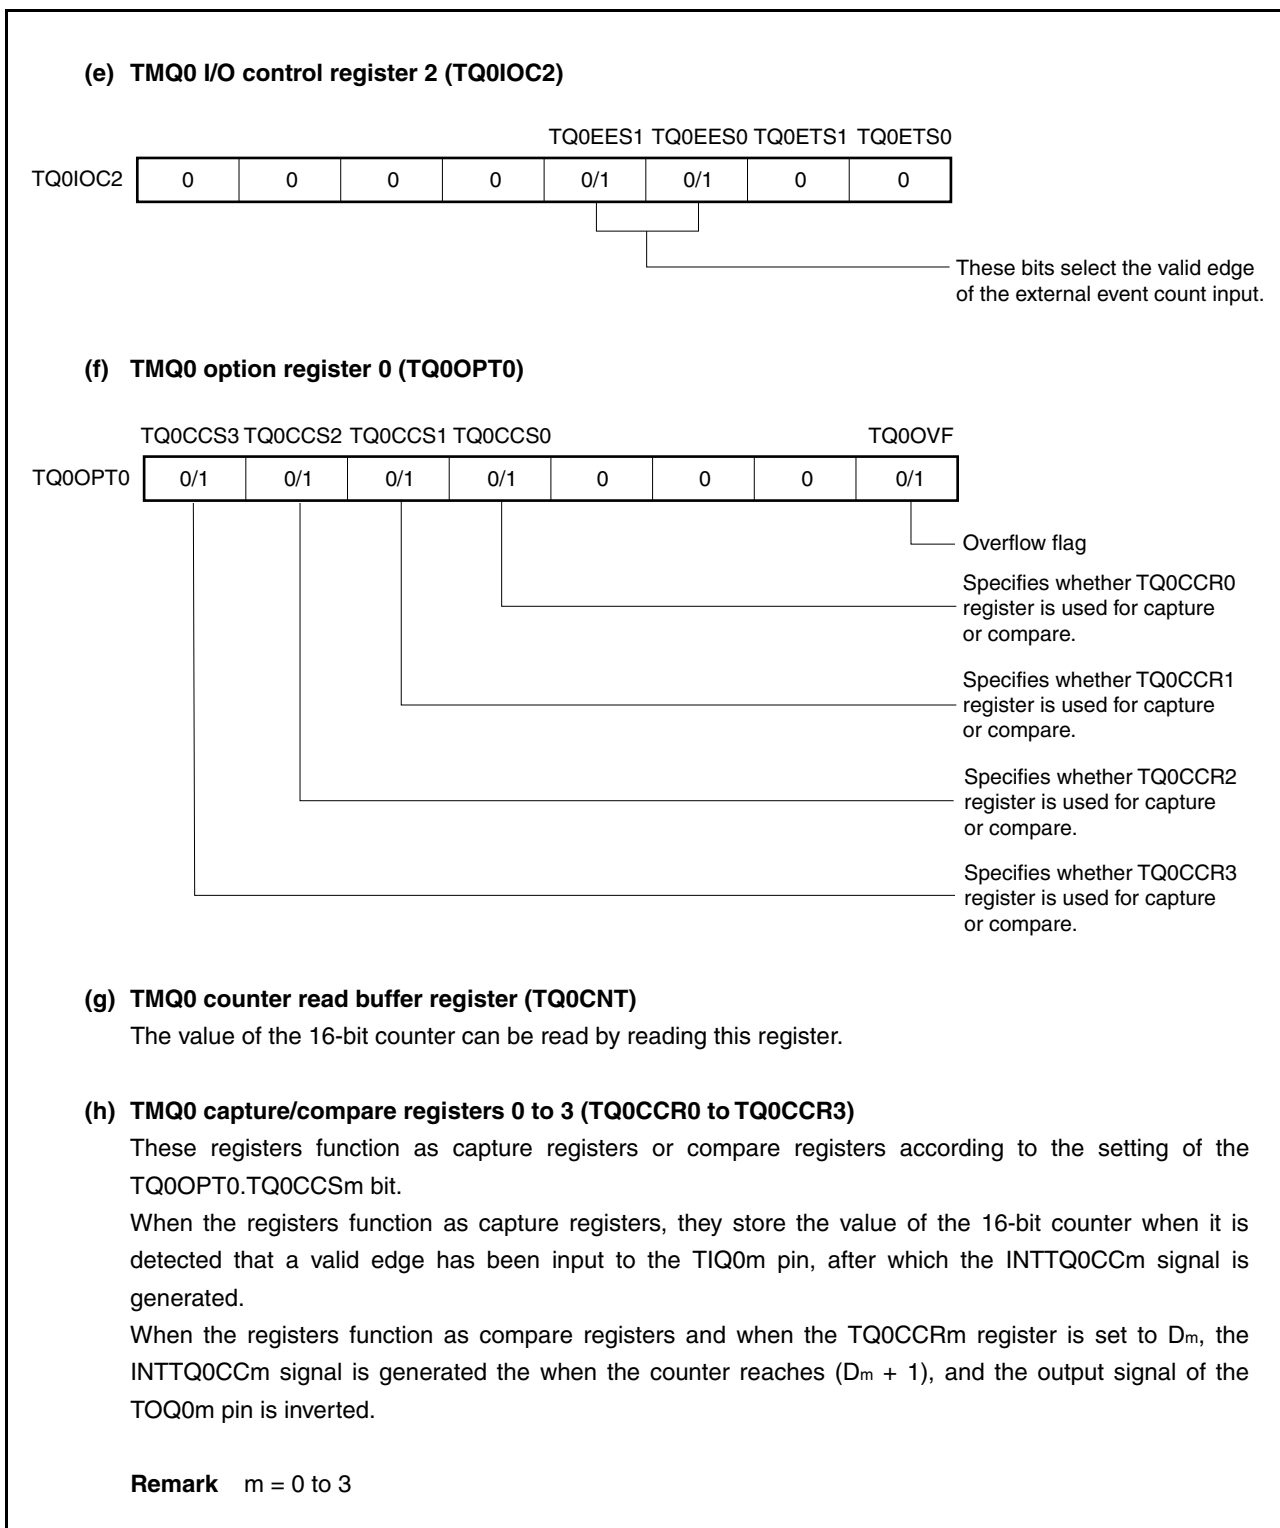 (e) TMQ0 I/O control register 2 (TQ0IOC2)
TQ0EES1 TQ0EES0 TQ0ETS1 TQ0ETS0
TQ0IOC2 0 0 0 0 0/1 0/1 0 0
These bits select the valid edge
of the external event count input.
(f) TMQ0 option register 0 (TQ0OPT0)
TQ0CCS3 TQ0CCS2 TQ0CCS1 TQ0CCS0 TQ0OVF
TQ0OPT0 0/1 0/1 0/1 0/1 0 0 0 0/1
Overflow flag
Specifies whether TQ0CCR0
register is used for capture
or compare.
Specifies whether TQ0CCR1
register is used for capture
or compare.
Specifies whether TQ0CCR2
register is used for capture
or compare.
Specifies whether TQ0CCR3
register is used for capture
or compare.
(g) TMQ0 counter read buffer register (TQ0CNT)
The value of the 16-bit counter can be read by reading this register.
(h) TMQ0 capture/compare registers 0 to 3 (TQ0CCR0 to TQ0CCR3)
These registers function as capture registers or compare registers according to the setting of the
TQ0OPT0.TQ0CCSm bit.
When the registers function as capture registers, they store the value of the 16-bit counter when it is
detected that a valid edge has been input to the TIQ0m pin, after which the INTTQ0CCm signal is
generated.
When the registers function as compare registers and when the TQ0CCRm register is set to Dm, the
INTTQ0CCm signal is generated the when the counter reaches (Dm + 1), and the output signal of the
TOQ0m pin is inverted.
Remark m = 0 to 3